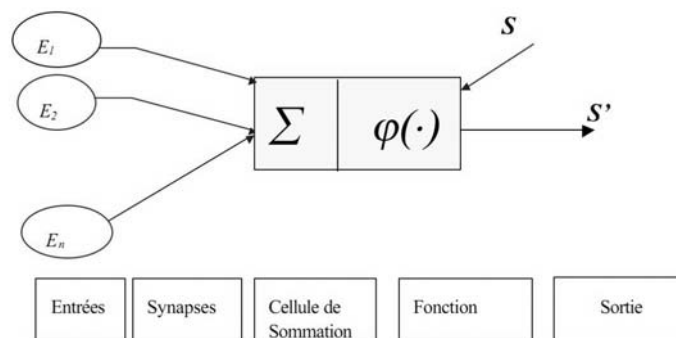 E1
S
E2
Σ
φ(·)
S’
En
Entrées
Synapses
Cellule de
Sommation
Fonction
Sortie